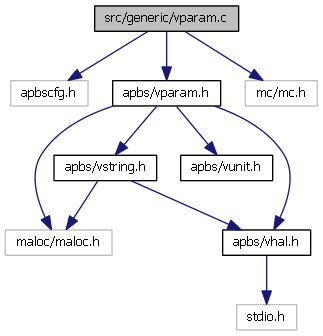 src/generic/vparam.c
apbscfg.h
apbs/vparam.h
mc/mc.h
apbs/vstring.h
apbs/vunit.h
maloc/maloc.h
apbs/vhal.h
stdio.h